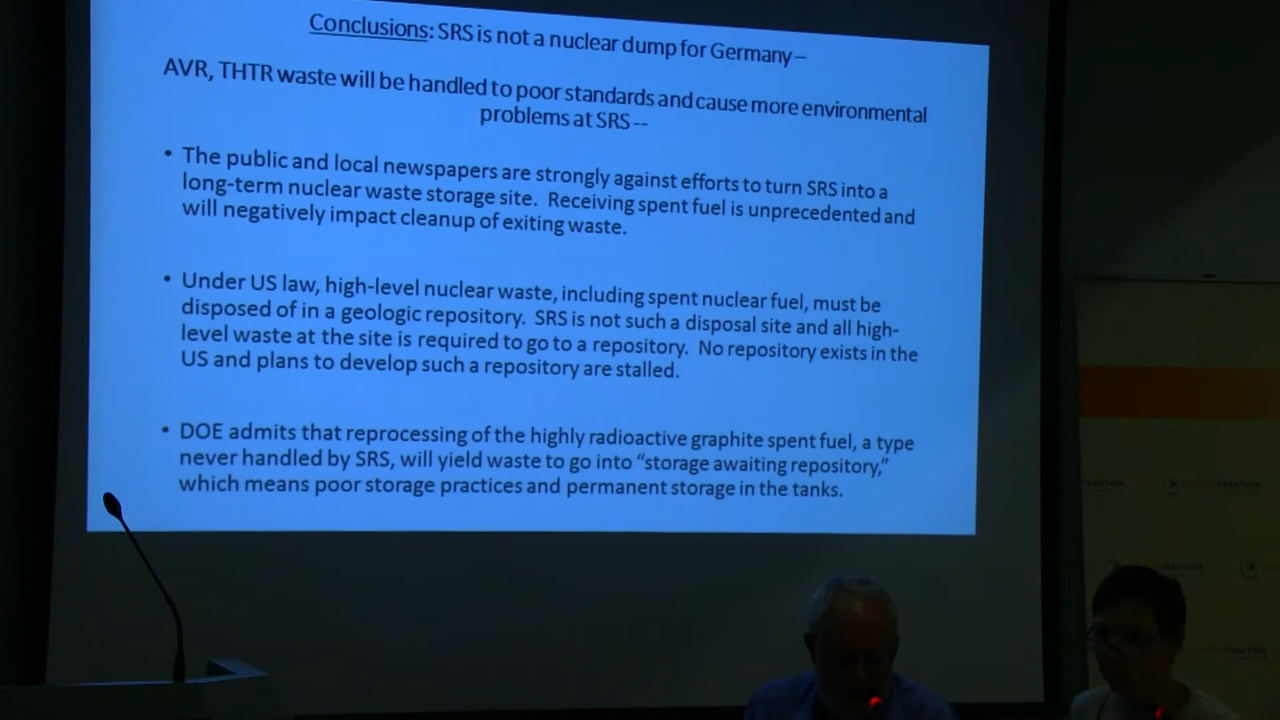 Conclusions: SRS is not a nuclear dump for Germany –
AVR, THTR waste will be handled to poor standards and cause more environmental
problems at SRS --
• The public and local newspapers are strongly against efforts to turn SRS into a
long-term nuclear waste storage site. Receiving spent fuel is unprecedented and
will negatively impact cleanup of exiting waste.
• Under US law, high-level nuclear waste, including spent nuclear fuel, must be
disposed of in a geologic repository. SRS is not such a disposal site and all high-
level waste at the site is required to go to a repository. No repository exists in the
US and plans to develop such a repository are stalled.
• DOE admits that reprocessing of the highly radioactive graphite spent fuel, a type
never handled by SRS, will yield waste to go into “storage awaiting repository,”
which means poor storage practices and permanent storage in the tanks.
FRAKTION
FRAKTION
FRAKTION